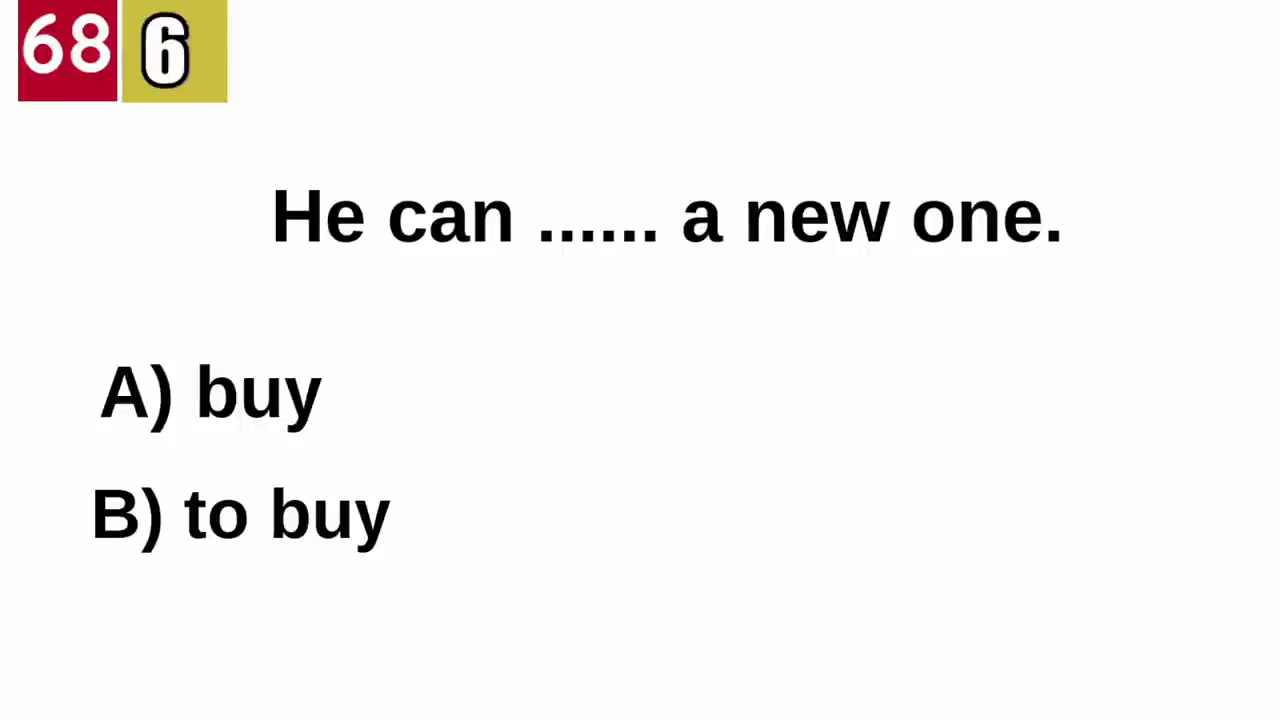 68 6
He can ...... a new one.
A) buy
B) to buy